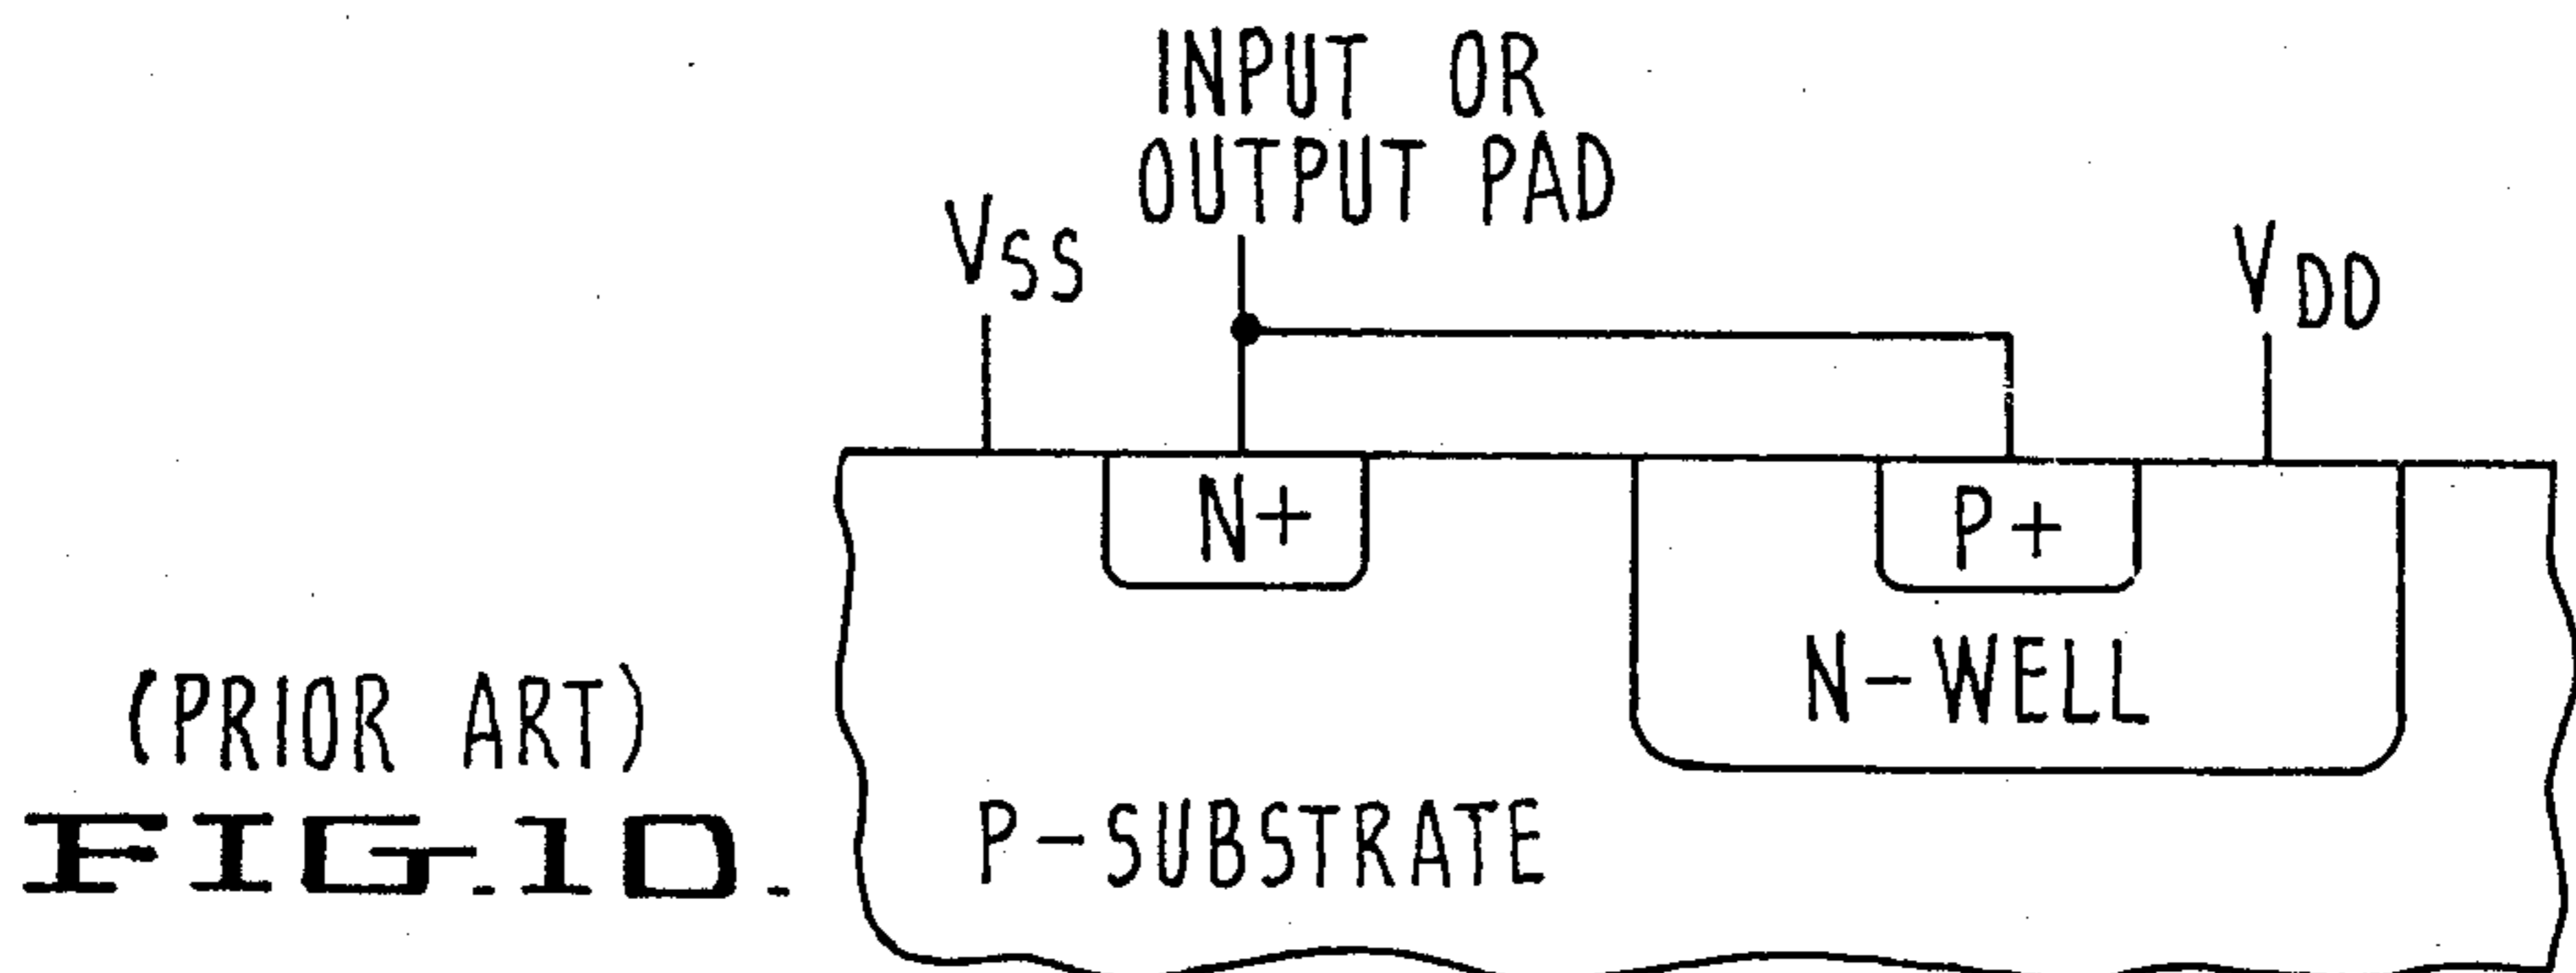 INPUT OR
OUTPUT PAD
VSS
VDD
N+
P+
N-WELL
P-SUBSTRATE
(PRIOR ART)
FIG.1D.